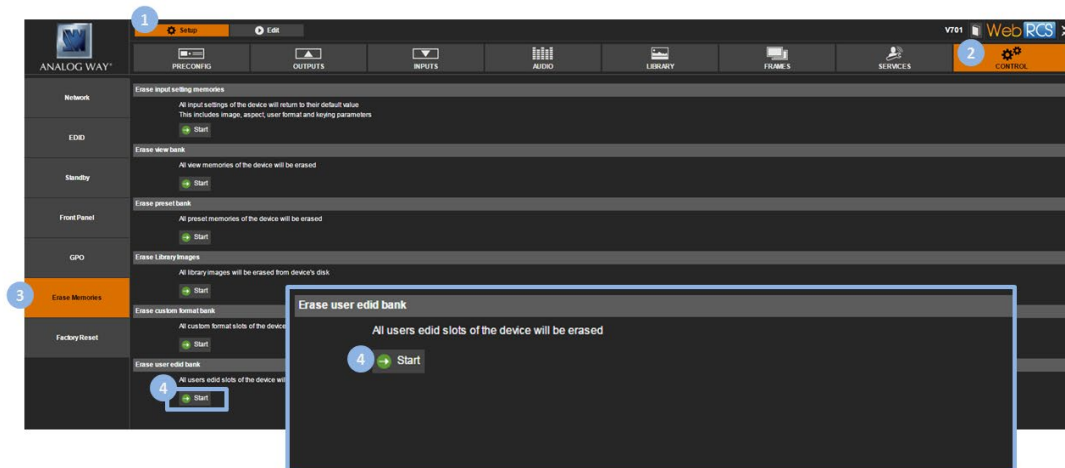 1
Setup
Edit
V701
Web RCS
ANALOG WAY®
PRECONFIG
OUTPUTS
INPUTS
AUDIO
LIBRARY
FRAMES
SERVICES
2
CONTROL
Network
EDID
Standby
Front Panel
GPO
3
Erase Memories
Factory Reset
Erase input setting memories
All input settings of the device will return to their default value
This includes image, aspect, user format and keying parameters
Start
Erase view bank
All view memories of the device will be erased
Start
Erase preset bank
All preset memories of the device will be erased
Start
Erase Library Images
All library images will be erased from device's disk
Start
Erase custom format bank
All custom format slots of the device
Start
Erase user edid bank
All users edid slots of the device will
4
Start
Erase user edid bank
All users edid slots of the device will be erased
4
Start